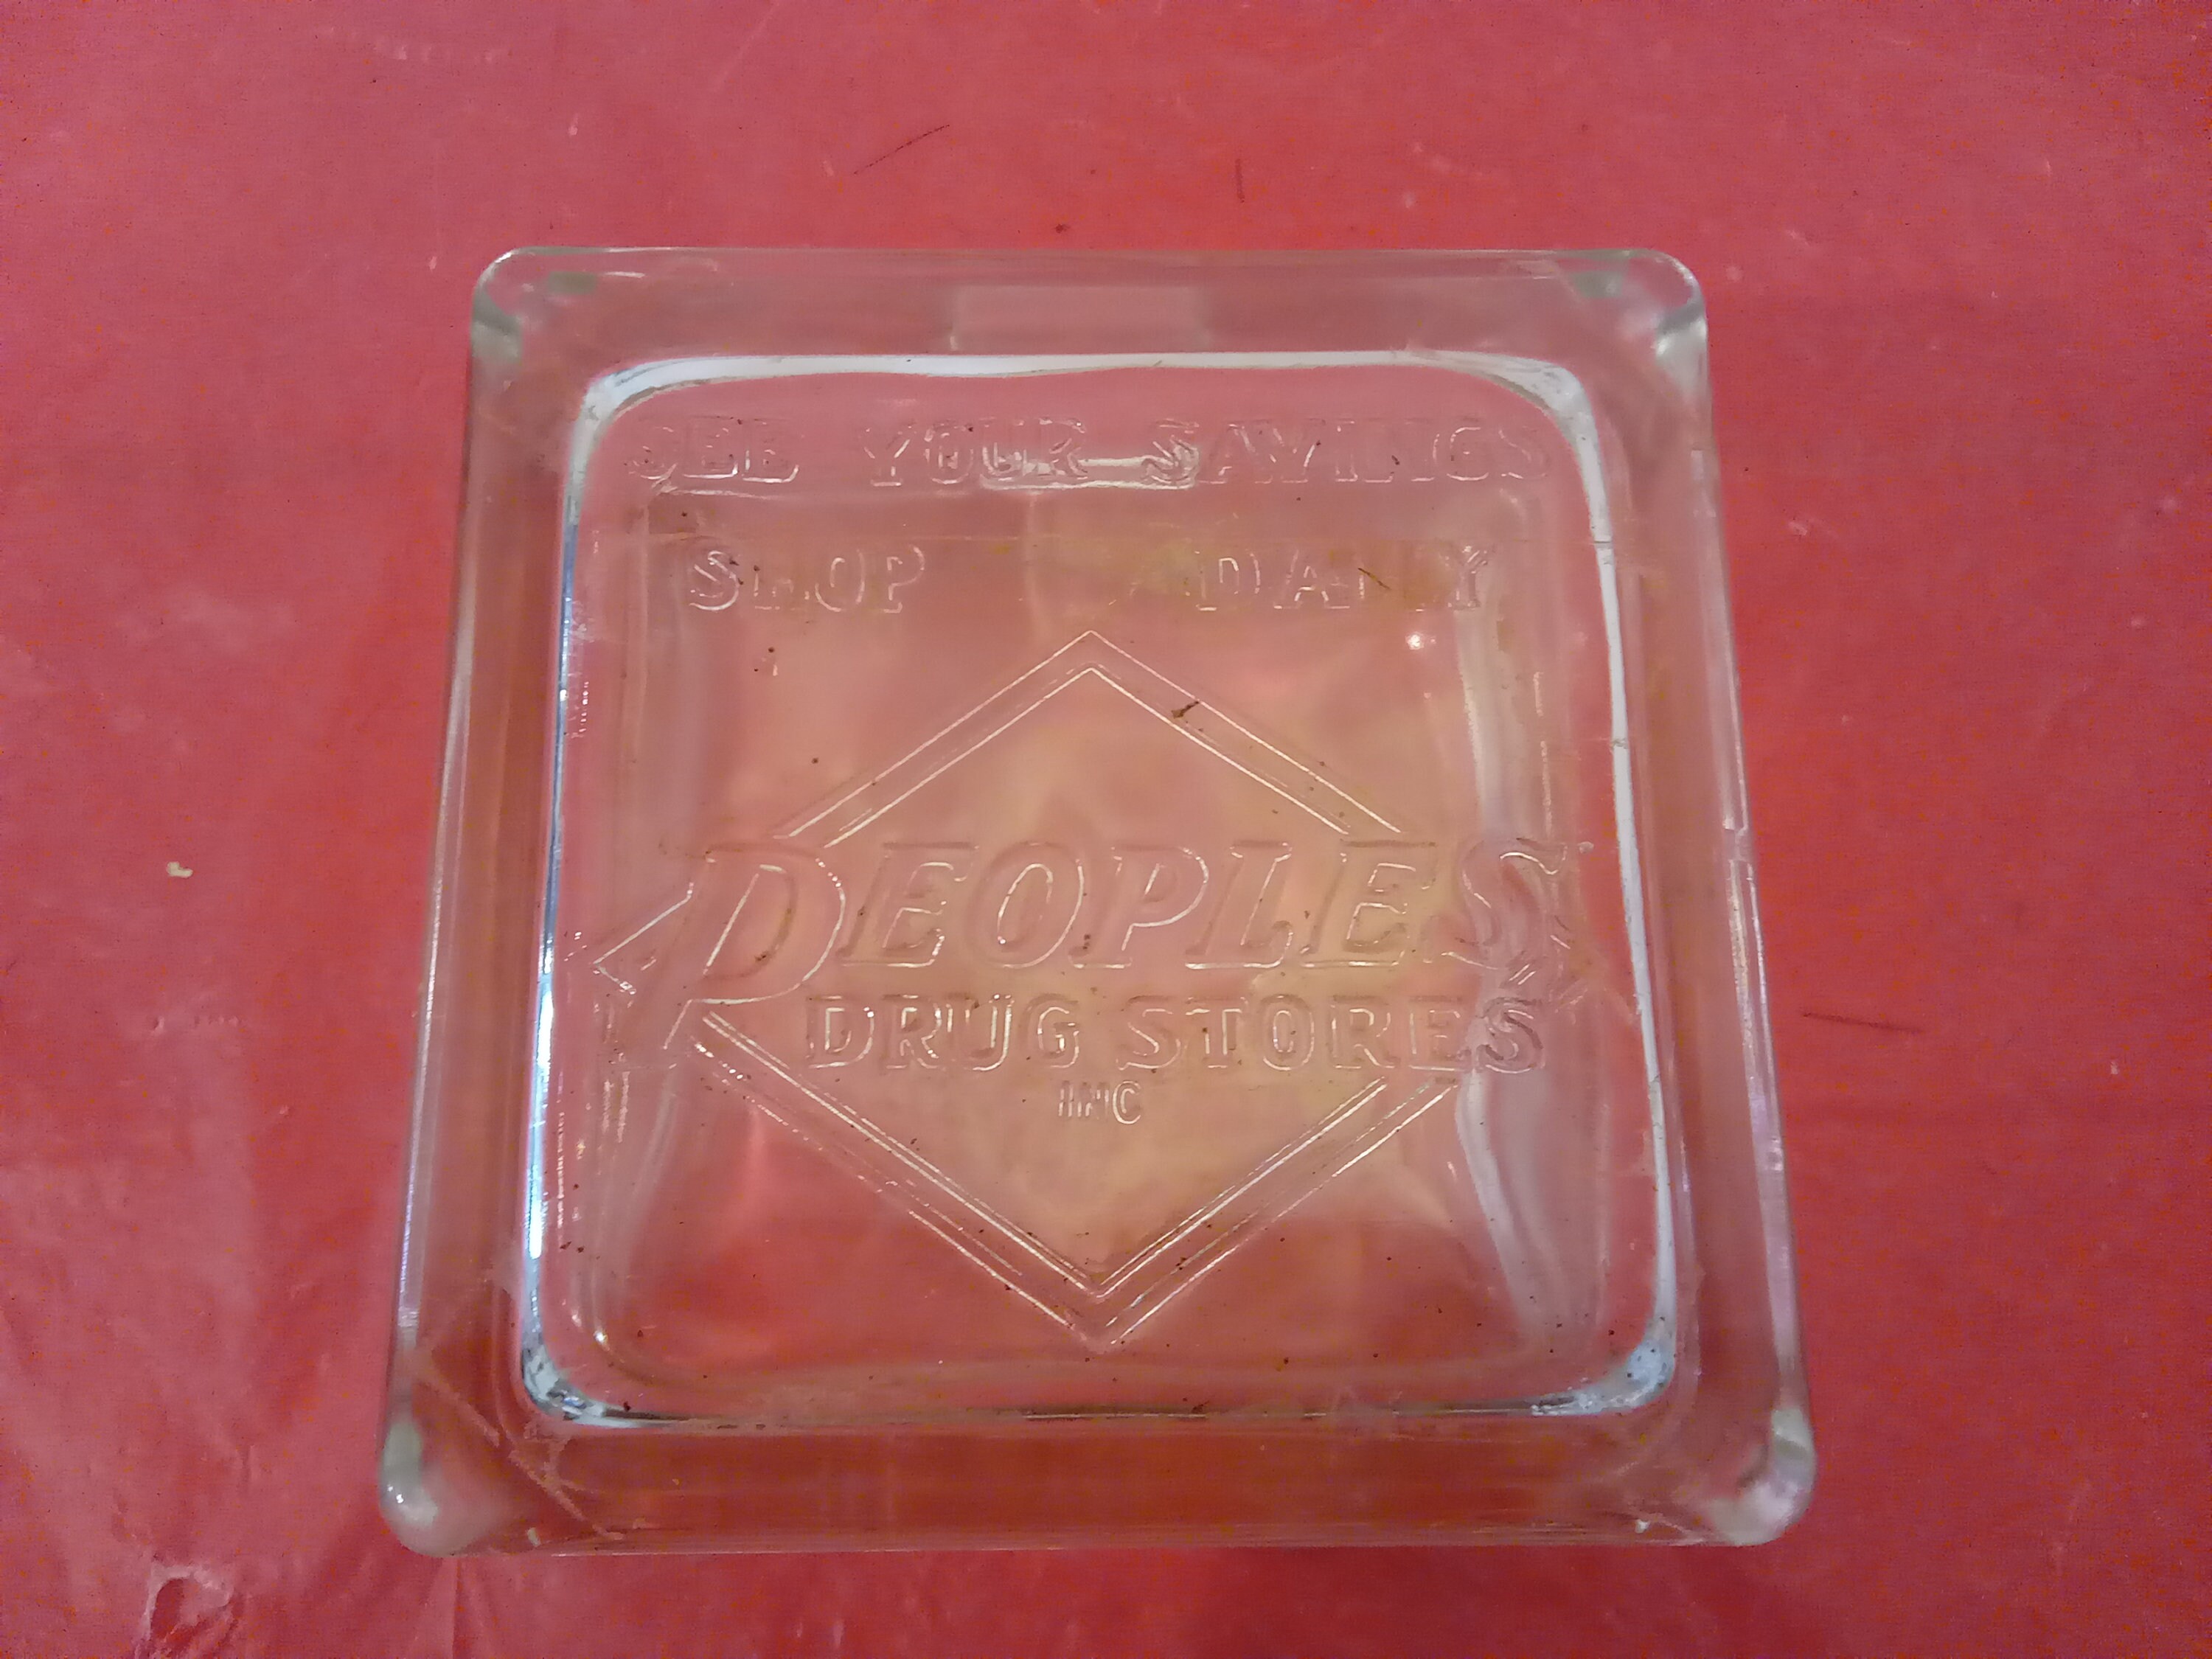 SEE YOUR SAVINGS
SHOP DAILY
PEOPLES
DRUG STORES
INC